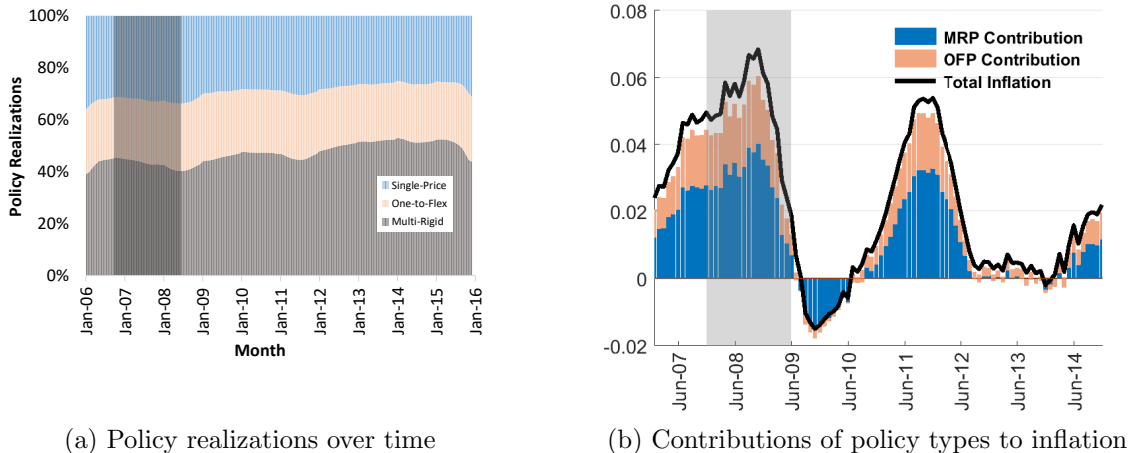 100%
80%
60%
40%
20%
0%
Policy Realizations
Single-Price
One-to-Flex
Multi-Rigid
Jan-06
Jan-07
Jan-08
Jan-09
Jan-10
Jan-11
Jan-12
Jan-13
Jan-14
Jan-15
Jan-16
Month
(a) Policy realizations over time
0.08
0.06
0.04
0.02
0
-0.02
MRP Contribution
OFP Contribution
Total Inflation
Jun-07
Jun-08
Jun-09
Jun-10
Jun-11
Jun-12
Jun-13
Jun-14
(b) Contributions of policy types to inflation